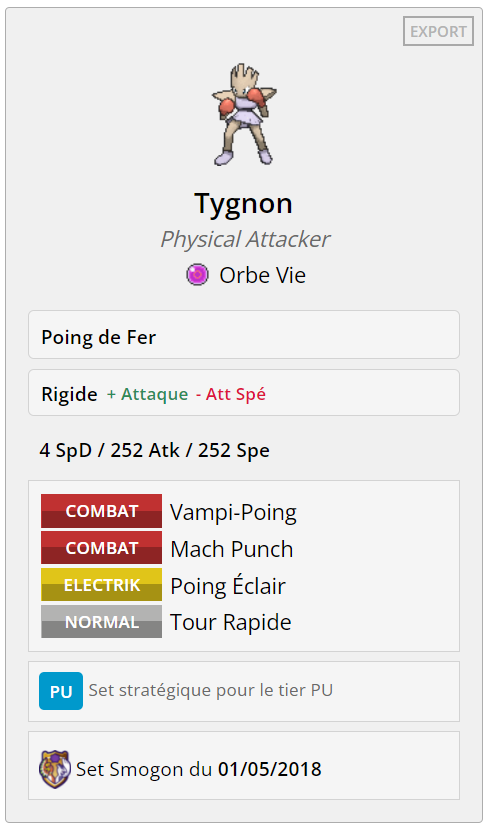 EXPORT
Tygnon
Physical Attacker
Orbe Vie
Poing de Fer
Rigide + Attaque - Att Spé
4 SpD / 252 Atk / 252 Spe
COMBAT Vampi-Poing
COMBAT Mach Punch
ELECTRIK Poing Éclair
NORMAL Tour Rapide
PU Set stratégique pour le tier PU
Set Smogon du 01/05/2018